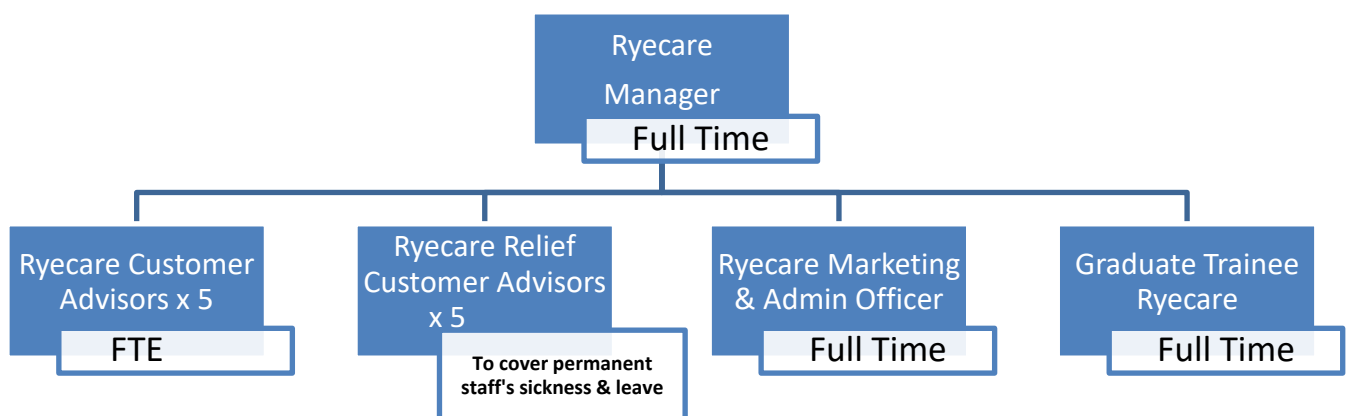 Ryecare
Manager
Full Time
Ryecare Customer
Advisors x 5
FTE
Ryecare Relief
Customer Advisors
x 5
To cover permanent
staff's sickness & leave
Ryecare Marketing
& Admin Officer
Full Time
Graduate Trainee
Ryecare
Full Time